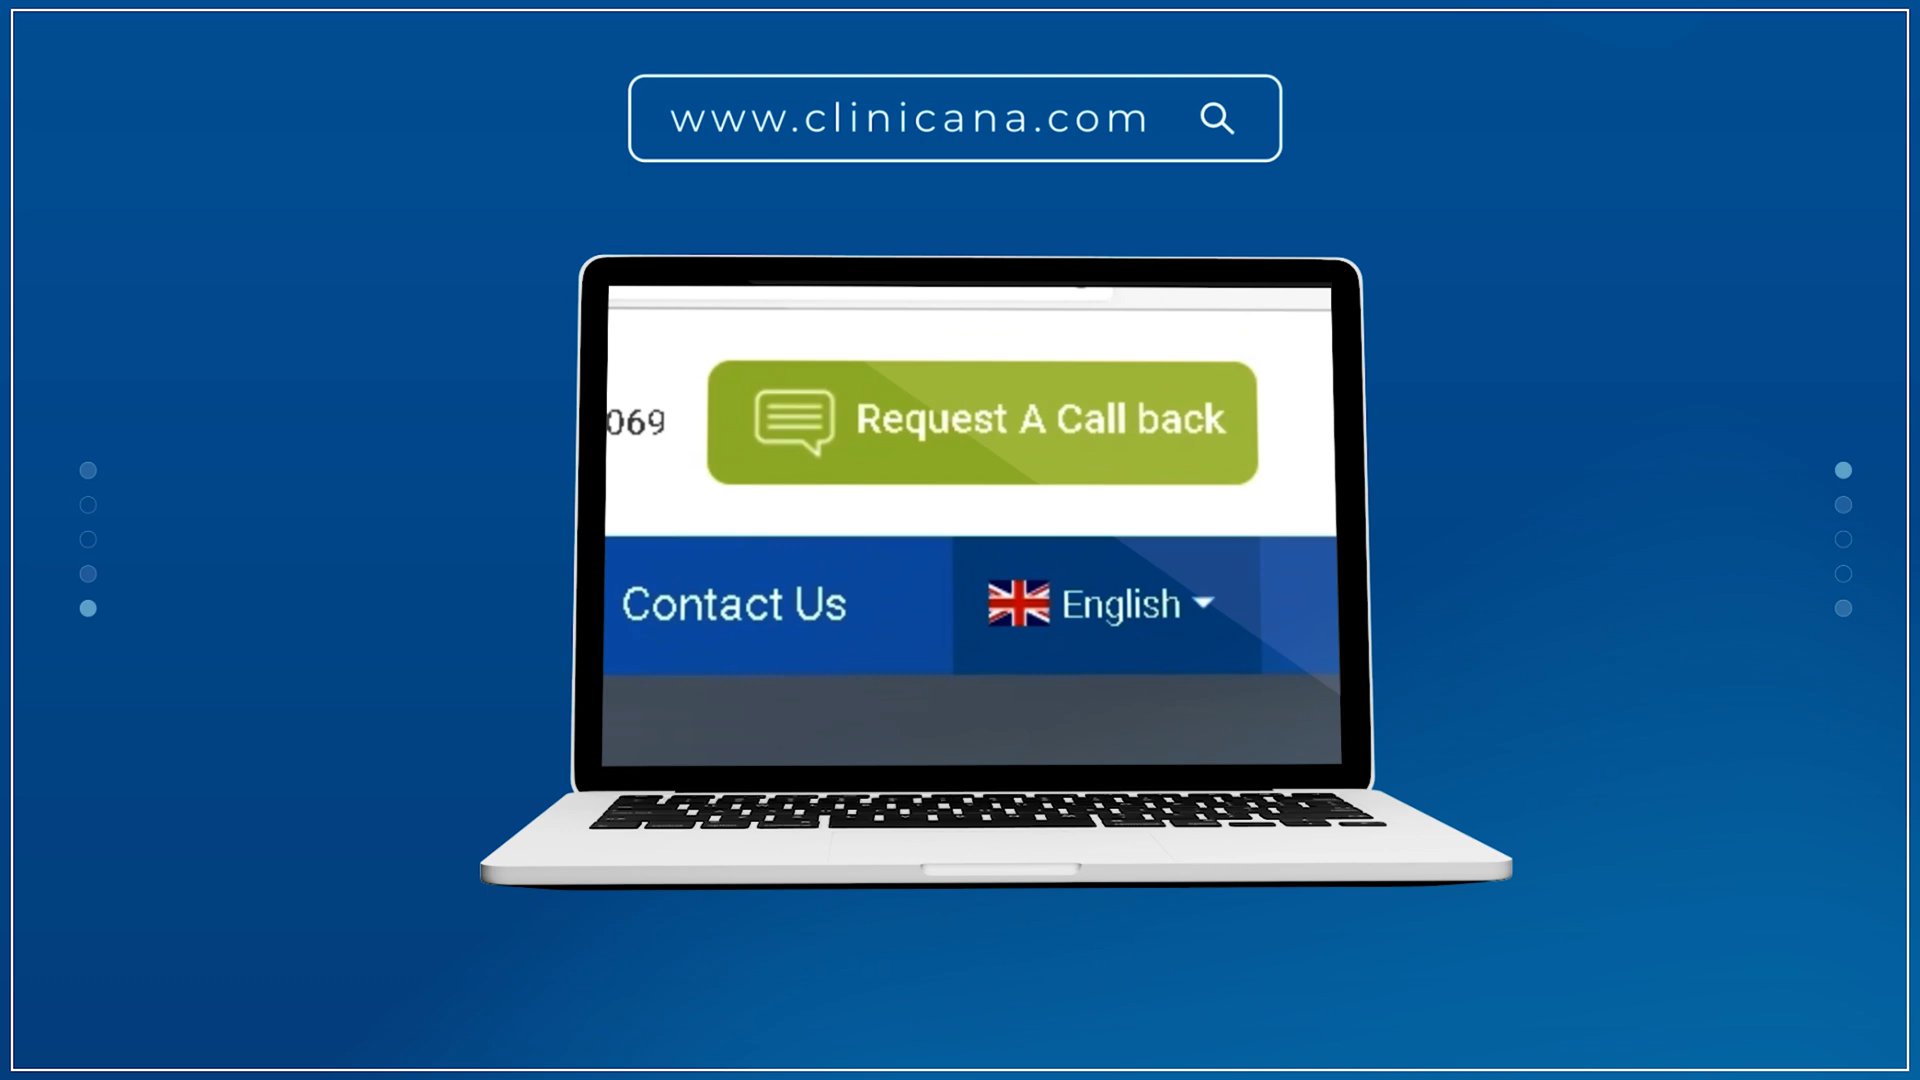 www.clinicana.com
069
Request A Call back
Contact Us
English